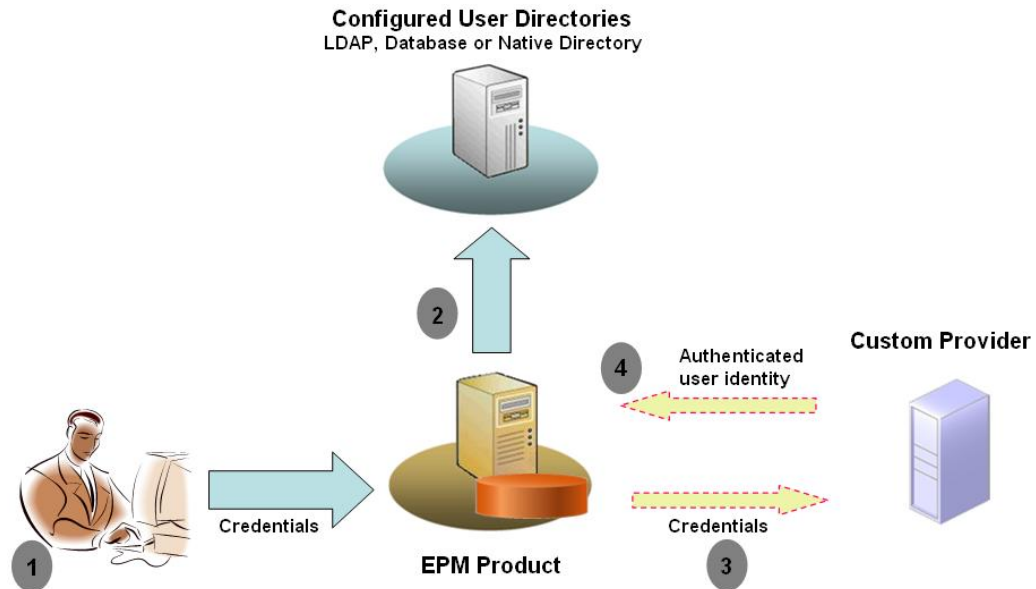 Configured User Directories
LDAP, Database or Native Directory
2
Custom Provider
4
Authenticated
user identity
Credentials
Credentials
1
EPM Product
3